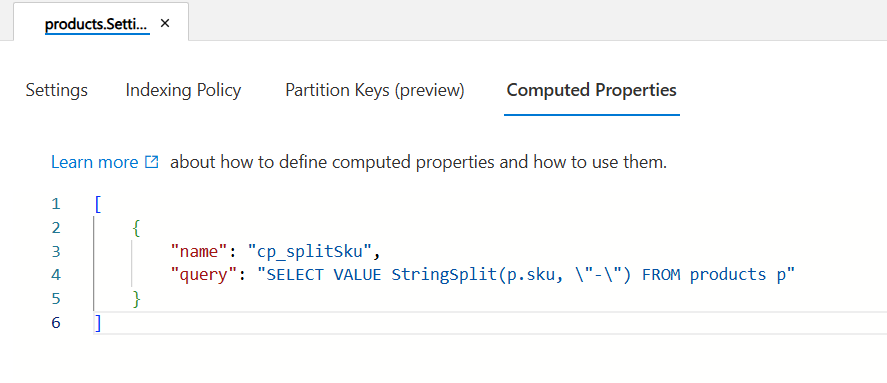 products.Setti... ×
Settings Indexing Policy Partition Keys (preview) Computed Properties
Learn more about how to define computed properties and how to use them.
1 [
2 {
3 "name": "cp_splitSku",
4 "query": "SELECT VALUE StringSplit(p.sku, \"-\") FROM products p"
5 }
6 ]